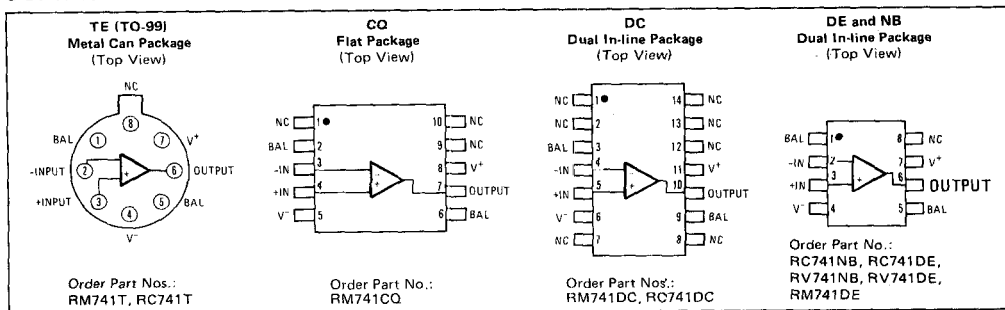 TE (TO-99)
Metal Can Package
(Top View)
NC
8
BAL 1 7 V+
-INPUT 2 6 OUTPUT
+
+INPUT 3 5 BAL
4
V-
Order Part Nos.:
RM741T, RC741T
CQ
Flat Package
(Top View)
NC 1 10 NC
BAL 2 9 NC
-IN 3 8 V+
+IN 4 + 7 OUTPUT
V- 5 6 BAL
Order Part No.:
RM741CQ
DC
Dual In-line Package
(Top View)
NC 1 14 NC
NC 2 13 NC
BAL 3 12 NC
-IN 4 11 V+
+IN 5 + 10 OUTPUT
V- 6 9 BAL
NC 7 8 NC
Order Part Nos.:
RM741DC, RC741DC
DE and NB
Dual In-line Package
(Top View)
BAL 1 8 NC
-IN 2 7 V+
+IN 3 + 6 OUTPUT
V- 4 5 BAL
Order Part No.:
RC741NB, RC741DE,
RV741NB, RV741DE,
RM741DE